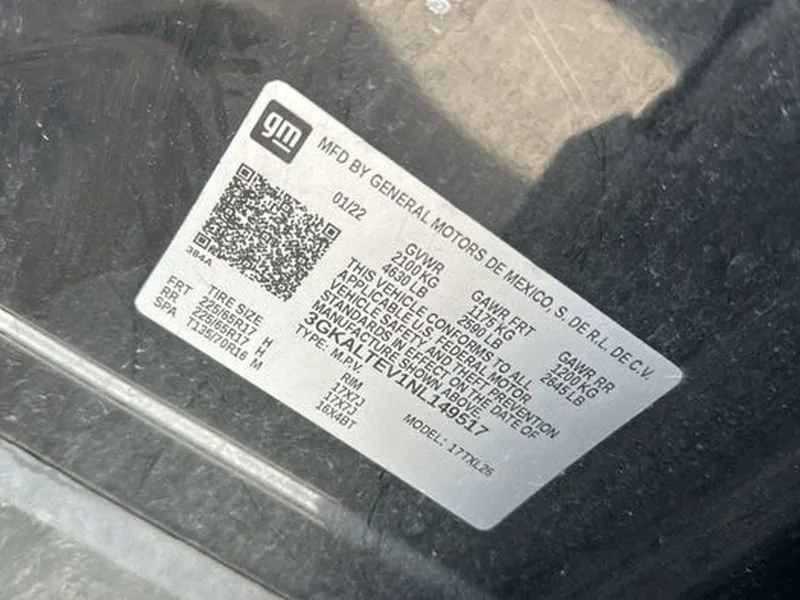 gm
MFD BY GENERAL MOTORS DE MEXICO, S. DE R.L. DE C.V.
01/22
GVWR
2100 KG
4630 LB
GAWR FRT
1175 KG
2590 LB
GAWR RR
1200 KG
2645 LB
384A
THIS VEHICLE CONFORMS TO ALL
APPLICABLE U.S. FEDERAL MOTOR
VEHICLE SAFETY AND THEFT PREVENTION
STANDARDS IN EFFECT ON THE DATE OF
MANUFACTURE SHOWN ABOVE.
3GKALTEV1NL149517
TYPE: M.P.V.
MODEL: 17TXL26
TIRE SIZE
RIM
FRT 225/65R17 H 17X7J
RR 225/65R17 H 17X7J
SPA T135/70R16 M 16X4BT